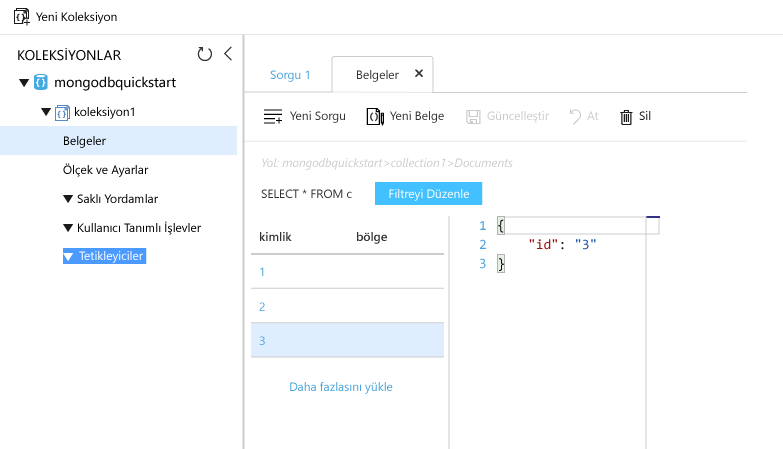 Yeni Koleksiyon
KOLEKSİYONLAR
mongodbquickstart
koleksiyon1
Belgeler
Ölçek ve Ayarlar
Saklı Yordamlar
Kullanıcı Tanımlı İşlevler
Tetikleyiciler
Sorgu 1 Belgeler
Yeni Sorgu Yeni Belge Güncelleştir At Sil
Yol: mongodbquickstart>collection1>Documents
SELECT * FROM c Filtreyi Düzenle
kimlik bölge
1
2
3
Daha fazlasını yükle
1 {
2 "id": "3"
3 }